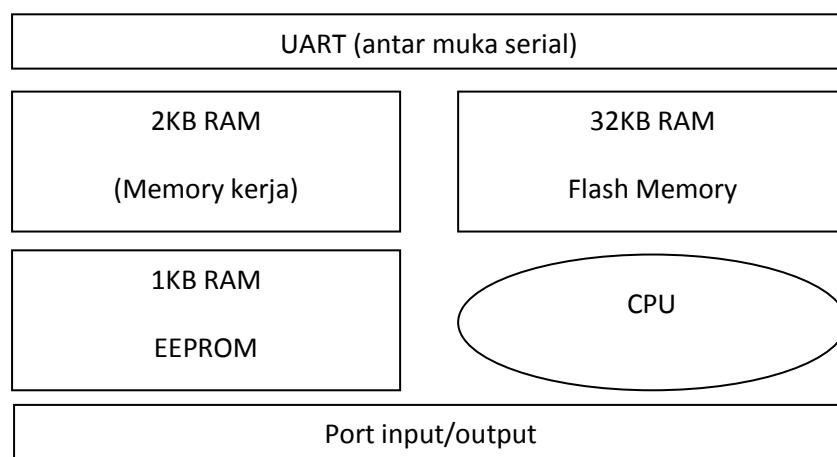 UART (antar muka serial)
2KB RAM
(Memory kerja)
32KB RAM
Flash Memory
1KB RAM
EEPROM
CPU
Port input/output